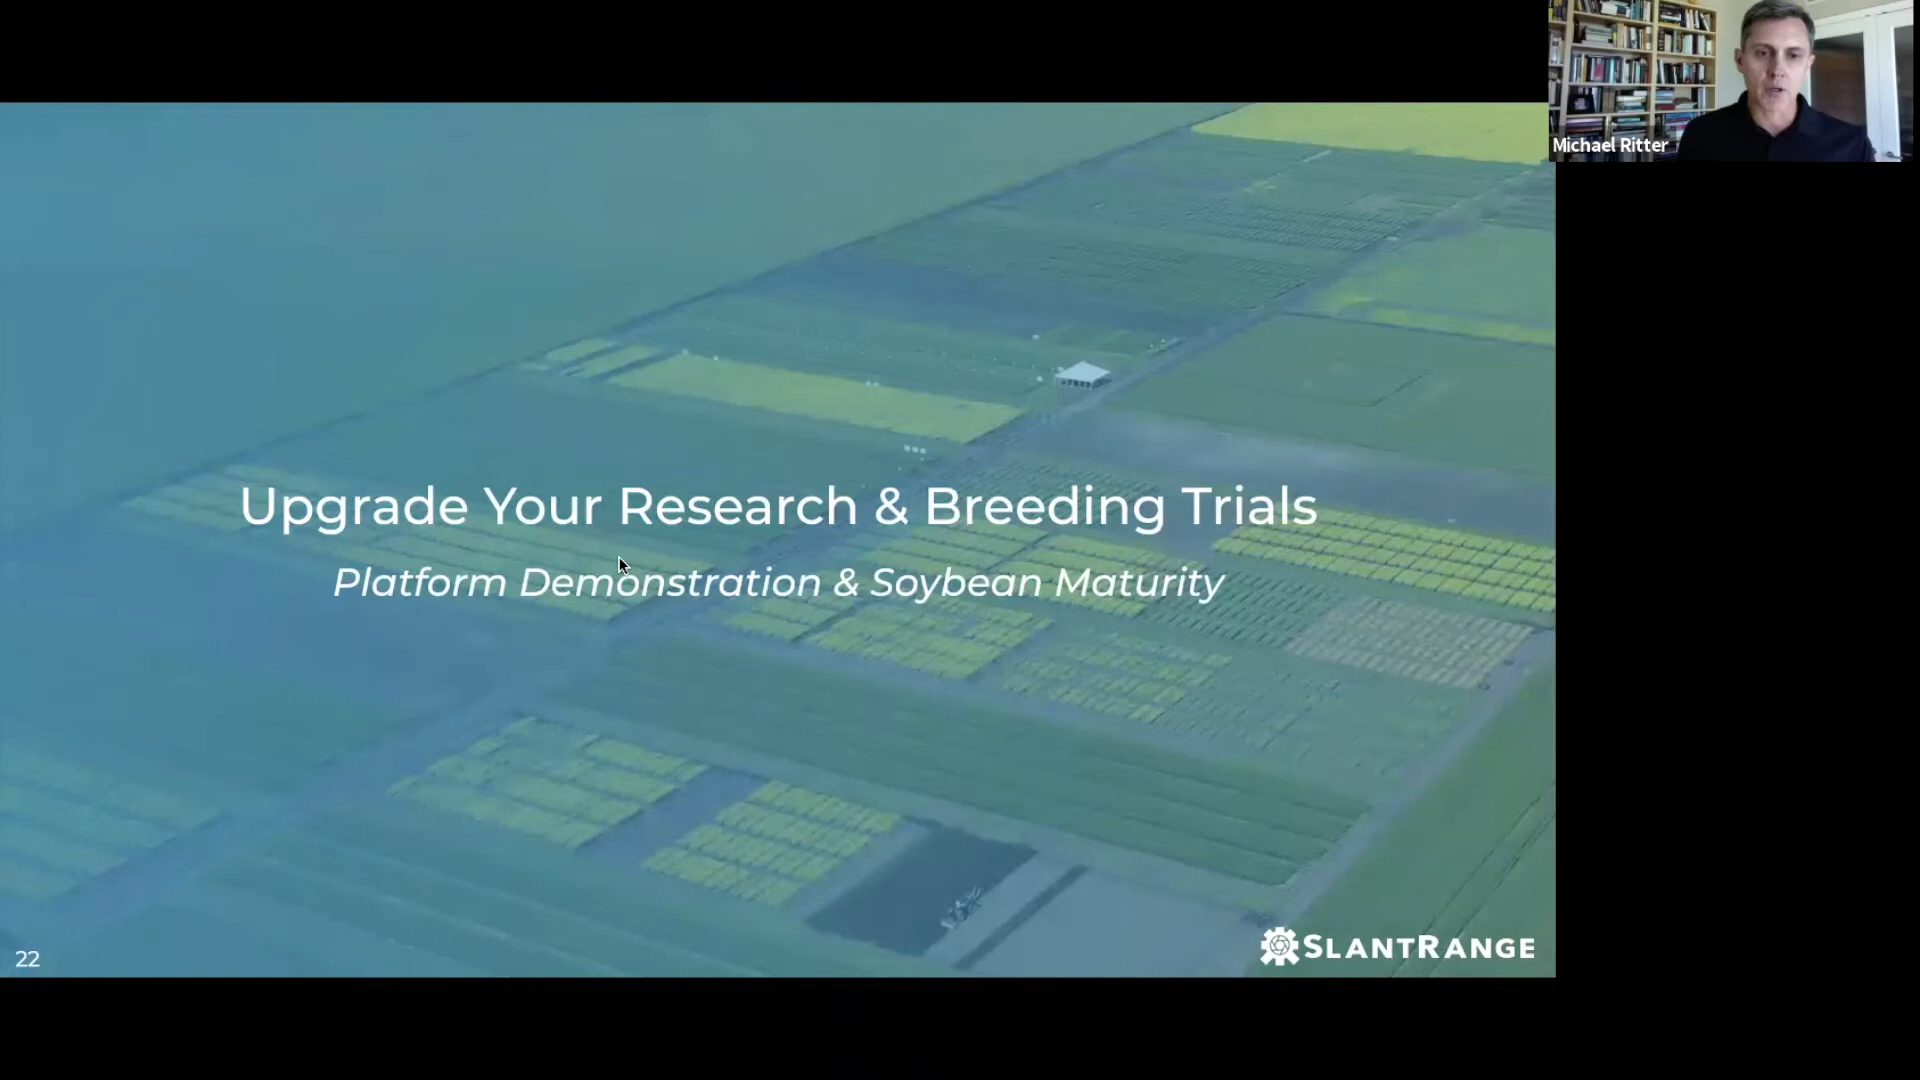 Michael Ritter
Upgrade Your Research & Breeding Trials
Platform Demonstration & Soybean Maturity
22
SLANTRANGE